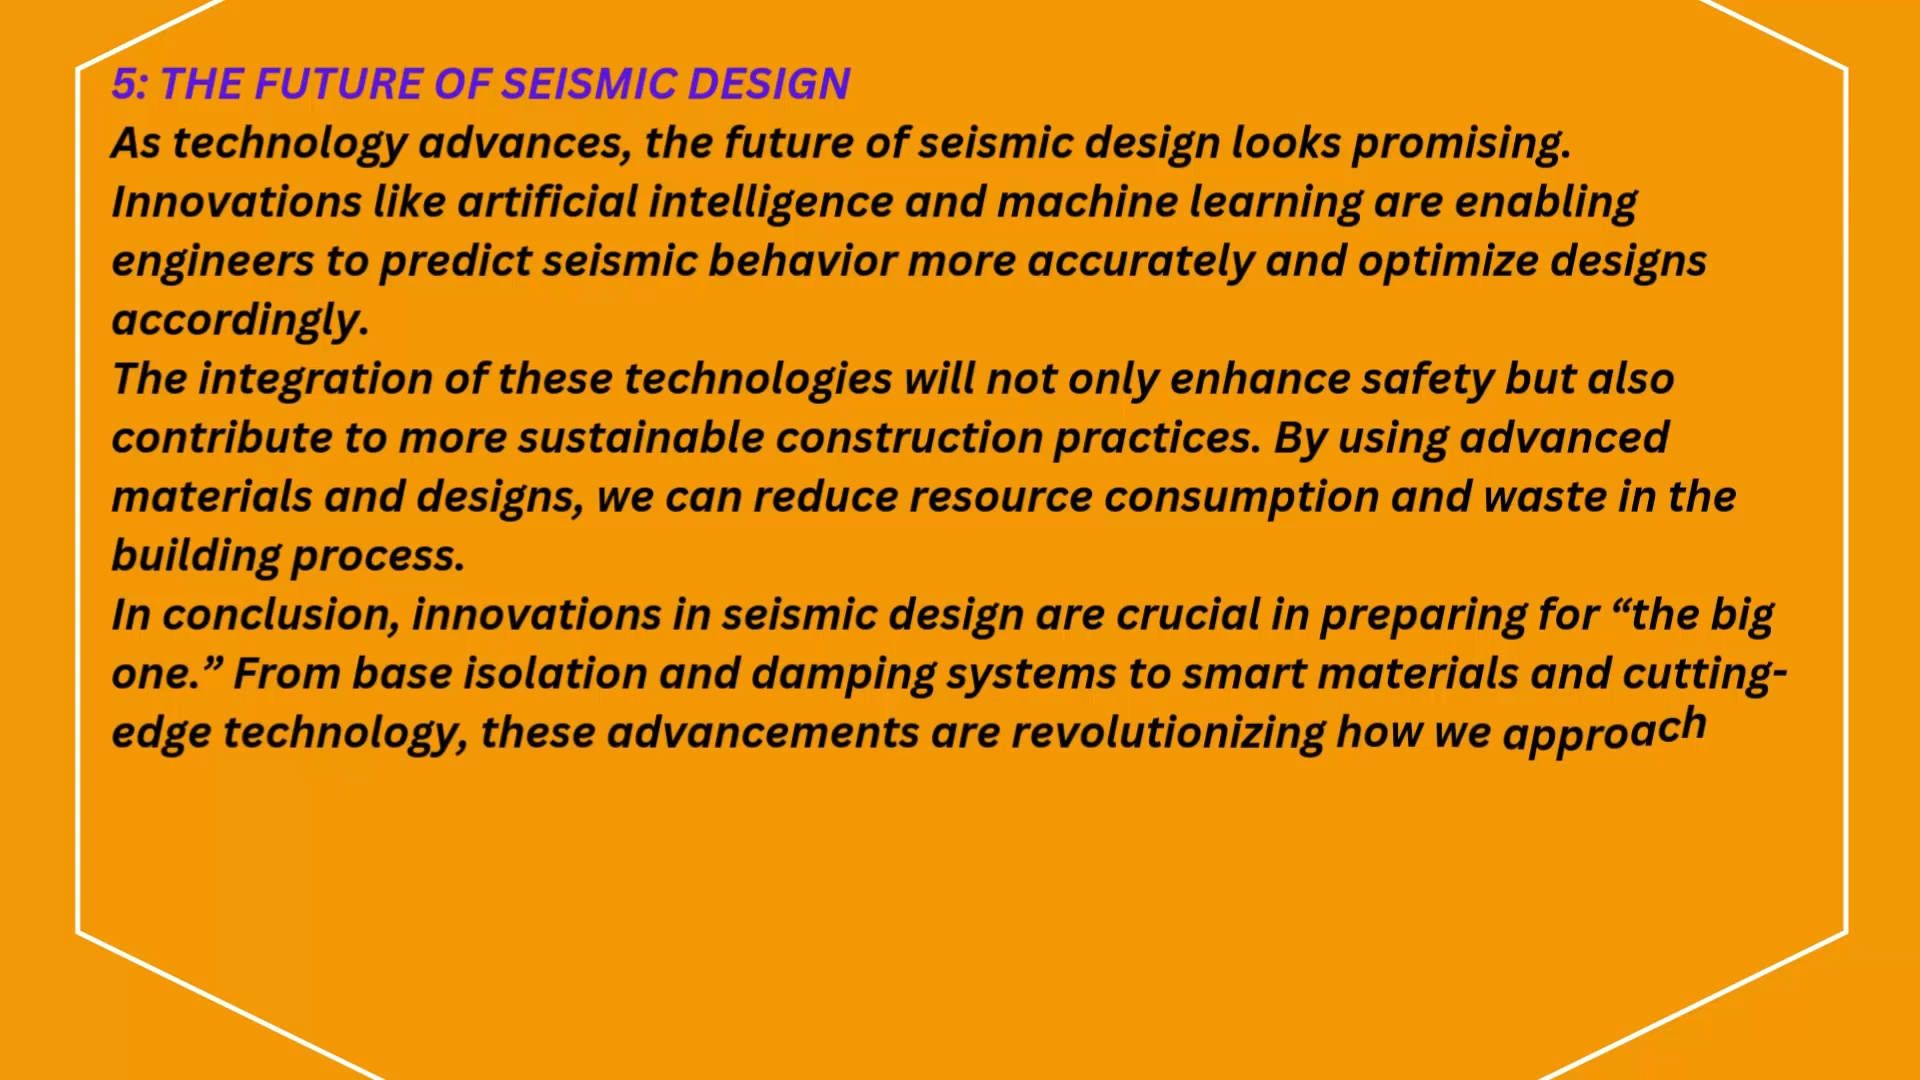 5: THE FUTURE OF SEISMIC DESIGN
As technology advances, the future of seismic design looks promising.
Innovations like artificial intelligence and machine learning are enabling
engineers to predict seismic behavior more accurately and optimize designs
accordingly.
The integration of these technologies will not only enhance safety but also
contribute to more sustainable construction practices. By using advanced
materials and designs, we can reduce resource consumption and waste in the
building process.
In conclusion, innovations in seismic design are crucial in preparing for “the big
one.” From base isolation and damping systems to smart materials and cutting-
edge technology, these advancements are revolutionizing how we approach